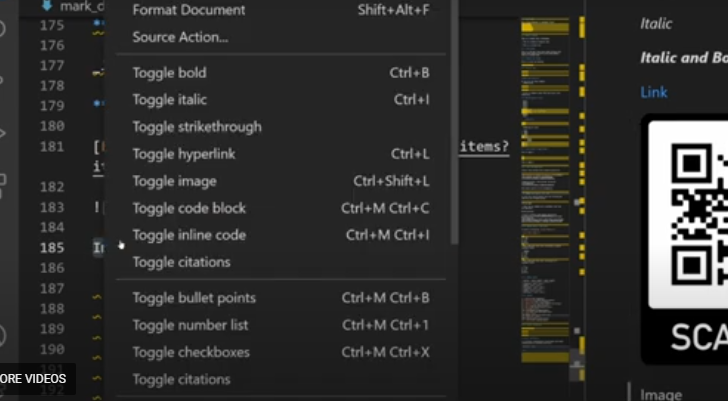 mark_d
175
176
177
178
179
180
181
items?
182
183
184
185
186
187
188
189
190
Format Document Shift+Alt+F
Source Action...
Toggle bold Ctrl+B
Toggle italic Ctrl+I
Toggle strikethrough
Toggle hyperlink Ctrl+L
Toggle image Ctrl+Shift+L
Toggle code block Ctrl+M Ctrl+C
Toggle inline code Ctrl+M Ctrl+I
Toggle citations
Toggle bullet points Ctrl+M Ctrl+B
Toggle number list Ctrl+M Ctrl+1
Toggle checkboxes Ctrl+M Ctrl+X
Toggle citations
ORE VIDEOS
Italic
Italic and Bo
Link
SCA
Image